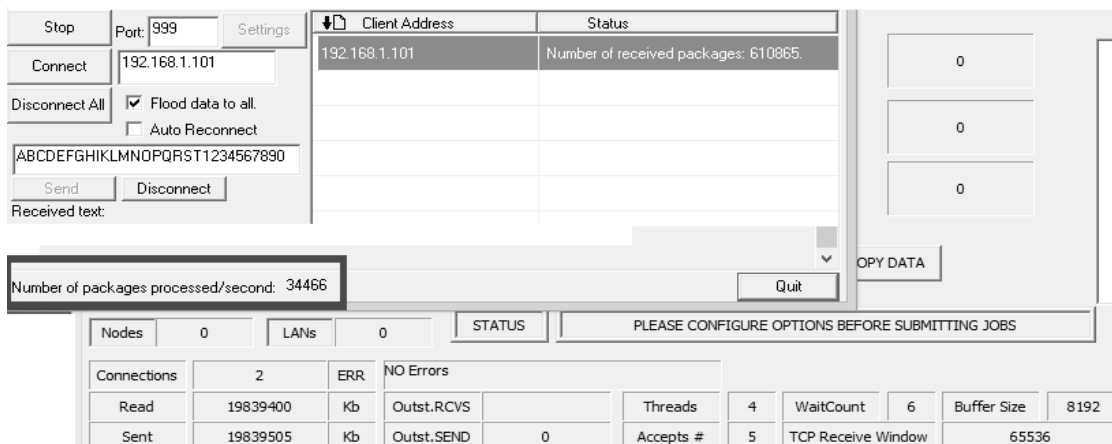 Stop Port: 999 Settings Client Address Status
Connect 192.168.1.101 192.168.1.101 Number of received packages: 610865. 0
Disconnect All Flood data to all.
Auto Reconnect 0
ABCDEFGHIKLMNOPQRST1234567890
Send Disconnect 0
Received text:
OPY DATA
Number of packages processed/second: 34466 Quit
Nodes 0 LANs 0 STATUS PLEASE CONFIGURE OPTIONS BEFORE SUBMITTING JOBS
Connections 2 ERR NO Errors
Read 19839400 Kb Outst.RCVS Threads 4 WaitCount 6 Buffer Size 8192
Sent 19839505 Kb Outst.SEND 0 Accepts # 5 TCP Receive Window 65536